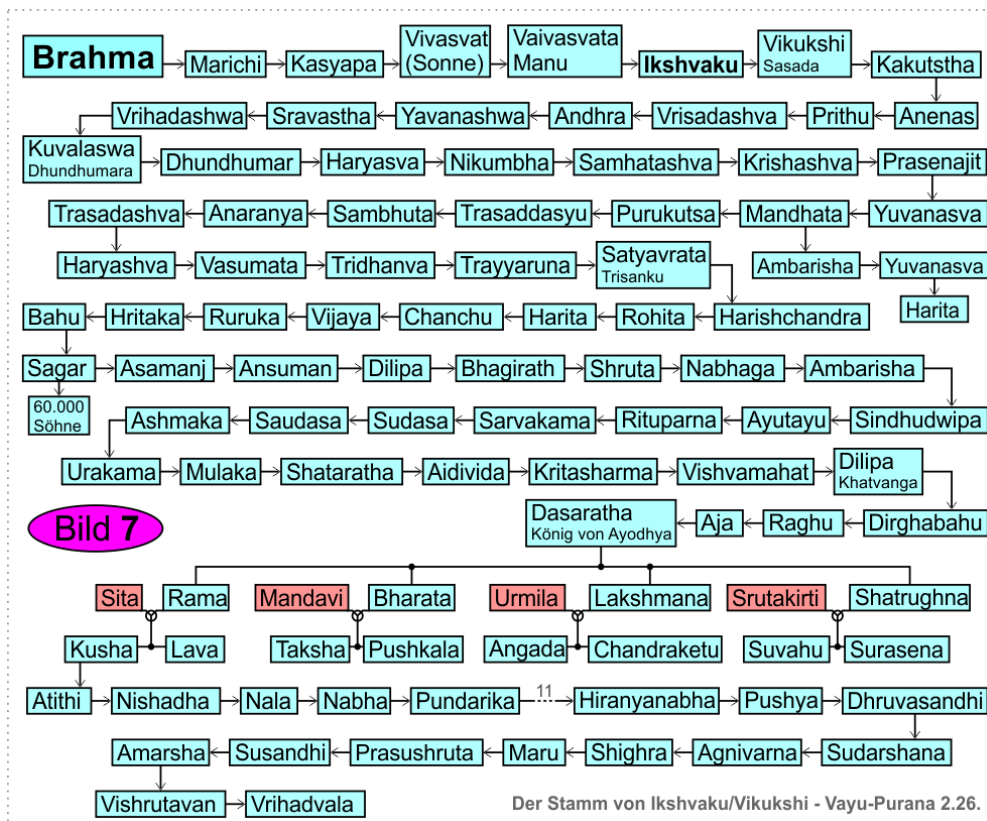 Brahma Marichi Kasyapa Vivasvat (Sonne) Vaivasvata Manu Ikshvaku Vikukshi Sasada Kakutstha
Vrihadashwa Sravastha Yavanashwa Andhra Vrisadashva Prithu Anenas
Kuvalaswa Dhundhumara Dhundhumar Haryasva Nikumbha Samhatashva Krishashva Prasenajit
Trasadashva Anaranya Sambhuta Trasaddasyu Purukutsa Mandhata Yuvanasva
Haryashva Vasumata Tridhanva Trayyaruna Satyavrata Trisanku Ambarisha Yuvanasva
Harita
Bahu Hritaka Ruruka Vijaya Chanchu Harita Rohita Harishchandra
Sagar Asamanj Ansuman Dilipa Bhagirath Shruta Nabhaga Ambarisha
60.000 Söhne
Ashmaka Saudasa Sudasa Sarvakama Rituparna Ayutayu Sindhudwipa
Urakama Mulaka Shataratha Aidivida Kritasharma Vishvamahat Dilipa Khatvanga
Bild 7
Dasaratha König von Ayodhya Aja Raghu Dirghabahu
Sita Rama Mandavi Bharata Urmila Lakshmana Srutakirti Shatrughna
Kusha Lava Taksha Pushkala Angada Chandraketu Suvahu Surasena
Atithi Nishadha Nala Nabha Pundarika 11 Hiranyanabha Pushya Dhruvasandhi
Amarsha Susandhi Prasushruta Maru Shighra Agnivarna Sudarshana
Vishrutavan Vrihadvala
Der Stamm von Ikshvaku/Vikukshi - Vayu-Purana 2.26.